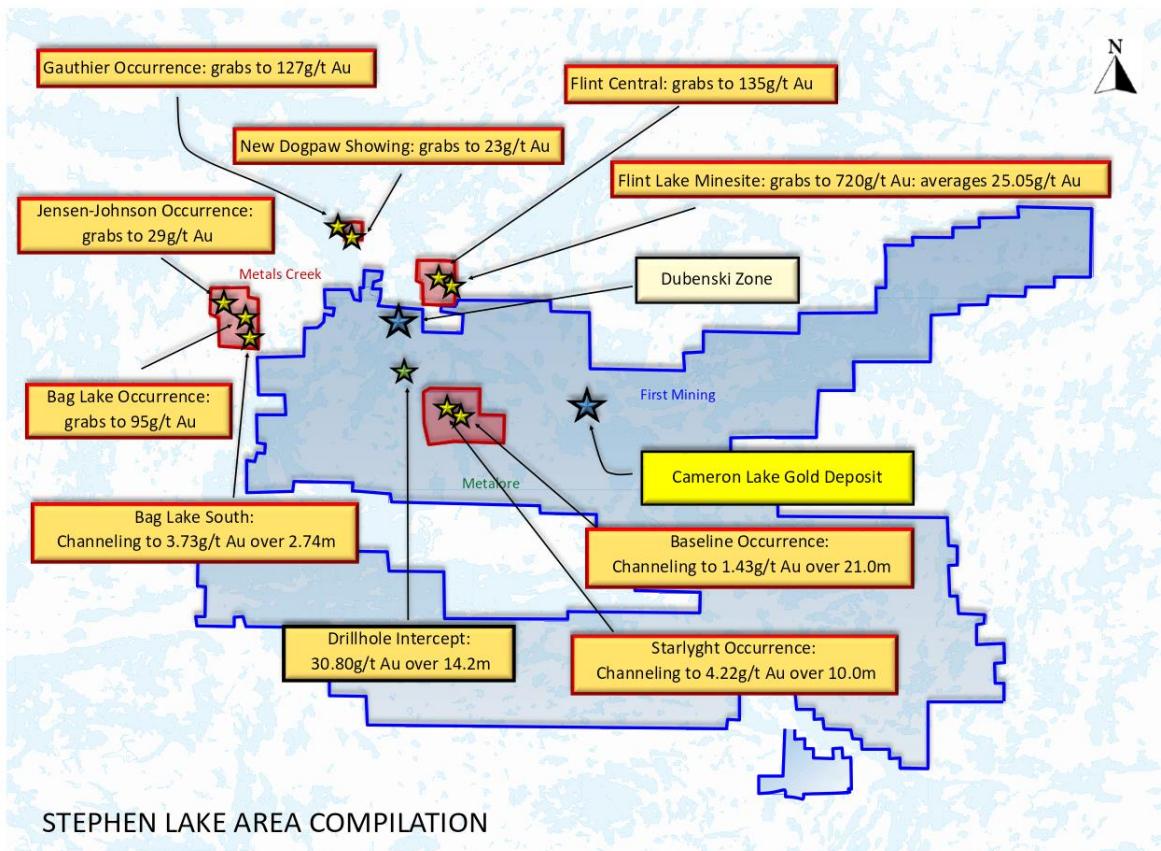 N
Gauthier Occurrence: grabs to 127g/t Au
Flint Central: grabs to 135g/t Au
New Dogpaw Showing: grabs to 23g/t Au
Flint Lake Minesite: grabs to 720g/t Au: averages 25.05g/t Au
Jensen-Johnson Occurrence:
grabs to 29g/t Au
Metals Creek
Dubenski Zone
Bag Lake Occurrence:
grabs to 95g/t Au
First Mining
Metalore
Cameron Lake Gold Deposit
Bag Lake South:
Channeling to 3.73g/t Au over 2.74m
Baseline Occurrence:
Channeling to 1.43g/t Au over 21.0m
Drillhole Intercept:
30.80g/t Au over 14.2m
Starlyght Occurrence:
Channeling to 4.22g/t Au over 10.0m
STEPHEN LAKE AREA COMPILATION